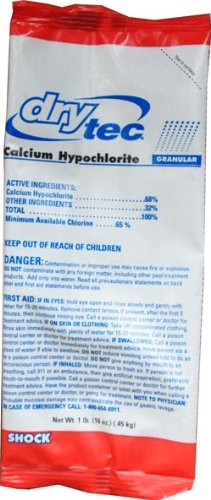 drytec
Calcium Hypochlorite
GRANULAR
ACTIVE INGREDIENTS:
Calcium Hypochlorite .....68%
OTHER INGREDIENTS .....32%
TOTAL .....100%
Minimum Available Chlorine .....65 %
KEEP OUT OF REACH OF CHILDREN
DANGER: Contamination or improper use may cause fire or explosion.
DO NOT contaminate with any foreign matter, including other pool treatment
products. Add only into water. Read all precautionary statements on back
label and first aid statements before use.
FIRST AID: IF IN EYES: Hold eye open and rinse slowly and gently with
water for 15-20 minutes. Remove contact lenses, if present, after the first 5
minutes, then continue rinsing eye. Call a poison control center or doctor for
treatment advice. IF ON SKIN OR CLOTHING: Take off contaminated clothing.
rinse skin immediately with plenty of water for 15-20 minutes. Call a poison
control center or doctor for treatment advice. IF SWALLOWED: Call a poison
control center or doctor immediately for treatment advice. Have person sip a
glass of water if able to swallow. DO NOT induce vomiting unless told to do so
by a poison control center or doctor. DO NOT give anything by mouth to an
unconscious person. IF INHALED: Move person to fresh air. If person is not
breathing, call 911 or an ambulance, then give artificial respiration, preferably
mouth-to-mouth if possible. Call a poison control center or doctor for further
treatment advice. Have the product container or label with you when calling a
poison control center or doctor, or going for treatment. NOTE TO PHYSICIAN:
Probable mucosal damage may contraindicate the use of gastric lavage.
IN CASE OF EMERGENCY CALL 1-800-654-6911.
Net Wt. 1 lb. (16 oz.) (.45 kg)
SHOCK